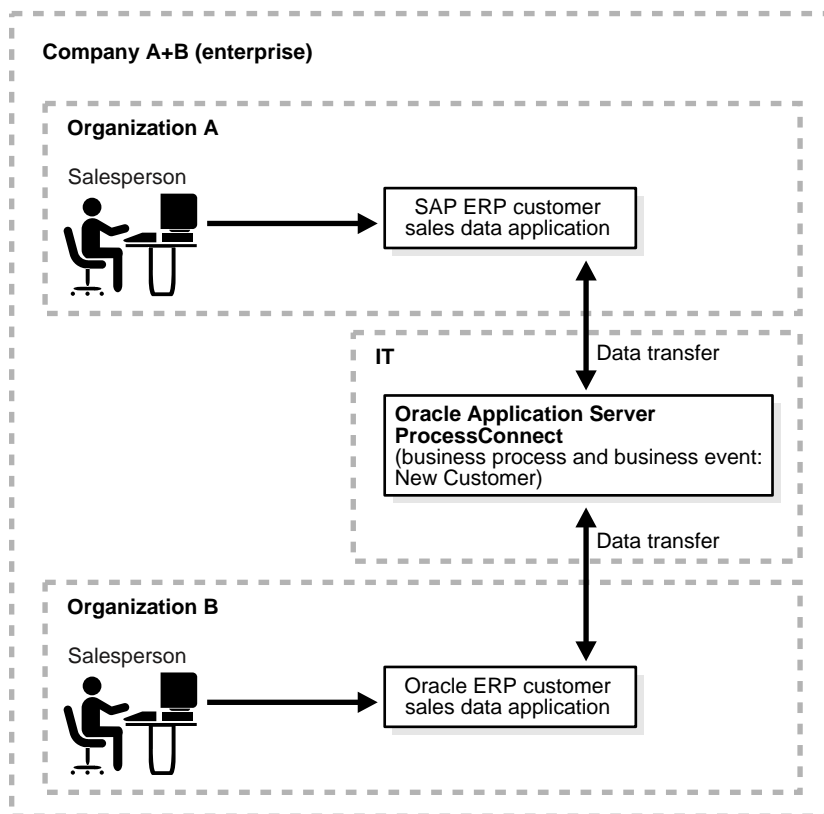 Company A+B (enterprise)
Organization A
Salesperson
SAP ERP customer
sales data application
IT
Data transfer
Oracle Application Server
ProcessConnect
(business process and business event:
New Customer)
Data transfer
Organization B
Salesperson
Oracle ERP customer
sales data application